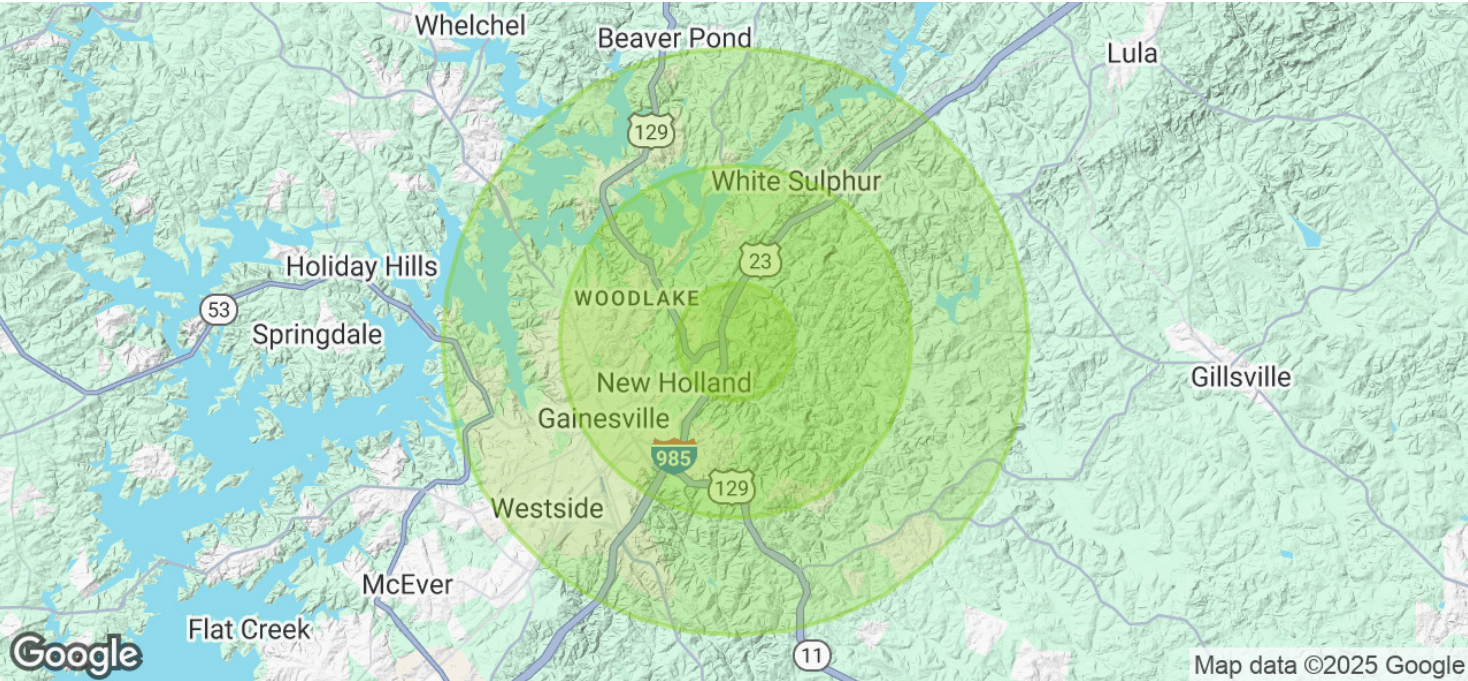 Whelchel
Beaver Pond
Lula
129
White Sulphur
23
Holiday Hills
WOODLAKE
53
Springdale
New Holland
Gillsville
Gainesville
985
129
Westside
McEver
Flat Creek
11
Google
Map data ©2025 Google